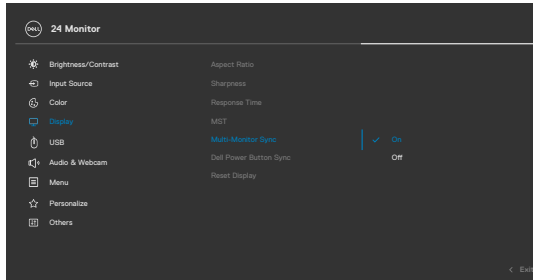 DELL 24 Monitor
Brightness/Contrast
Input Source
Color
Display
USB
Audio & Webcam
Menu
Personalize
Others
Aspect Ratio
Sharpness
Response Time
MST
Multi-Monitor Sync
Dell Power Button Sync
Reset Display
On
Off
Exit